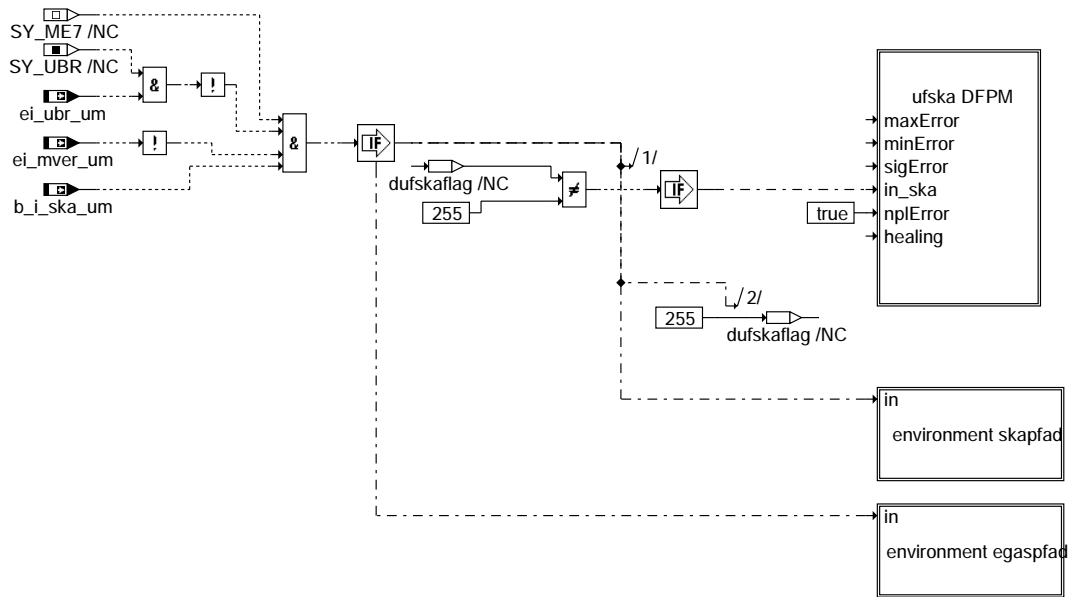 SY_ME7 /NC
SY_UBR /NC
&
!
ei_ubr_um
ei_mver_um
!
b_i_ska_um
&
IF
dufskaflag /NC
255
≠
/1/
IF
ufska DFPM
maxError
minError
sigError
in_ska
true
nplError
healing
/2/
255
dufskaflag /NC
in
environment skapfad
in
environment egaspfad